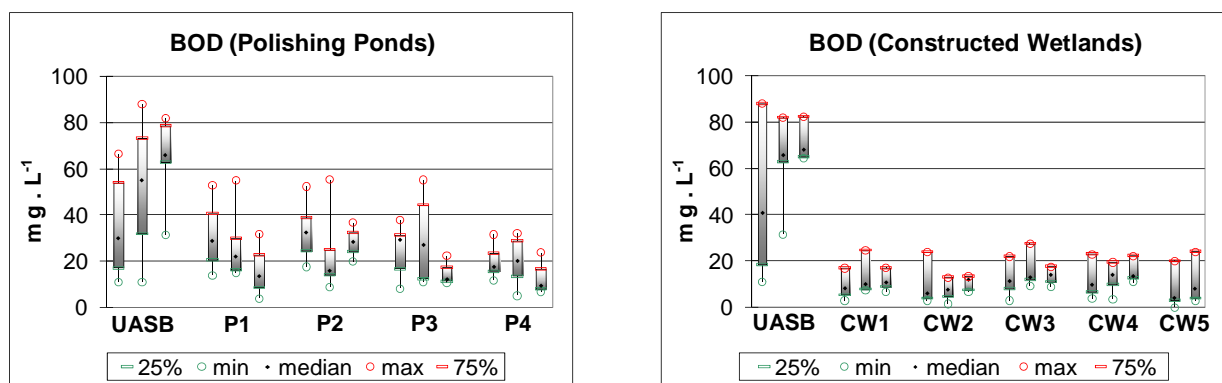 BOD (Polishing Ponds)
mg . L-1
100
80
60
40
20
0
UASB P1 P2 P3 P4
25% min median max 75%
BOD (Constructed Wetlands)
mg . L-1
100
80
60
40
20
0
UASB CW1 CW2 CW3 CW4 CW5
25% min median max 75%